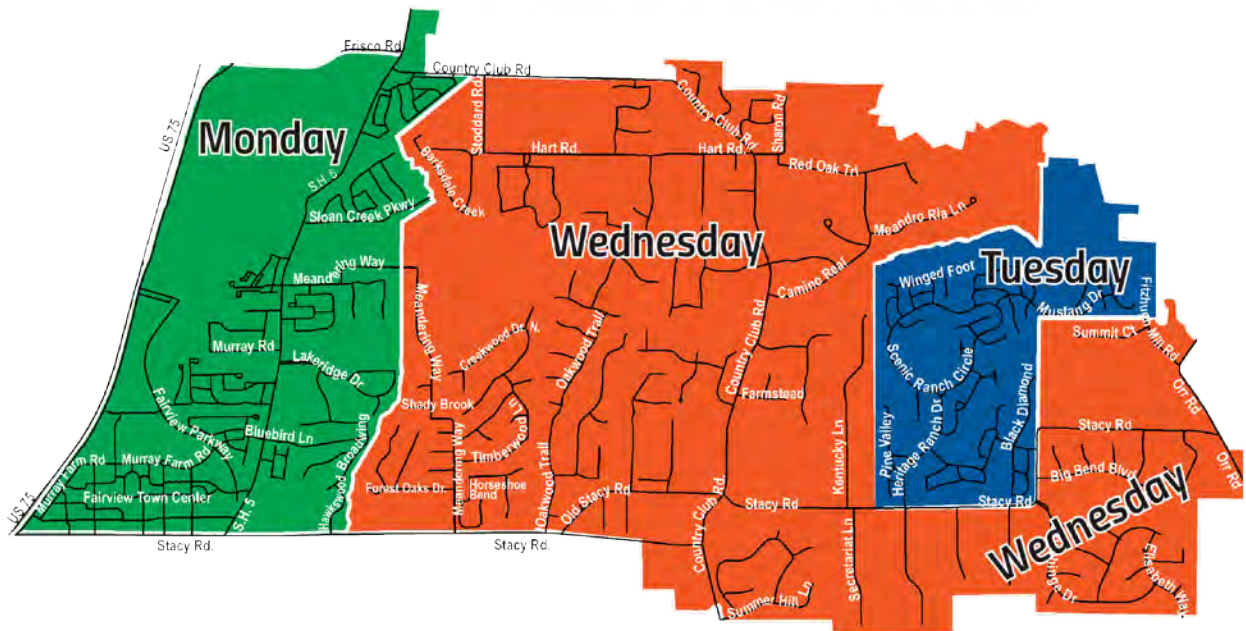 Frisco Rd
Country Club Rd
US 75
Monday
Stoddard Rd
Country Club Rd
Sharon Rd
Hart Rd.
Hart Rd.
Barksdale Creek
Red Oak Trl
S.H. 5
Sloan Creek Pkwy
Meandro Ria Ln
Wednesday
Meandering Way
Camino Real
Winged Foot
Tuesday
Mustang Dr
Fitzhugh Mill Rd
Summit Ct
Meandering Way
Creekwood Dr. N.
Oakwood Trail
Country Club Rd
Murray Rd
Lakeridge Dr
Scenic Ranch Circle
Orr Rd
Farmstead
Shady Brook
Fairview Parkway
Bluebird Ln
Broadwing
Timberwood Ln
Meandering Way
Kentucky Ln
Pine Valley
Heritage Ranch Dr
Black Diamond
Stacy Rd
Orr Rd
Murray Farm Rd
Murray Farm Rd
Big Bend Blvd
Forest Oaks Dr.
Horseshoe
Bend
Fairview Town Center
Hawkswood
Oakwood Trail
Old Stacy Rd
Country Club Rd.
Stacy Rd
Stacy Rd
US 75
S.H. 5
Stacy Rd.
Stacy Rd.
Wednesday
Secretariat Ln
Elisabeth Way
Summer Hill Ln